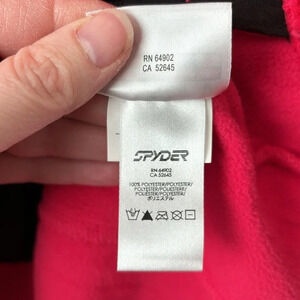 RN 64902
CA 52645
SPYDER
RN 64902
CA 52645
100% POLYESTER/POLYESTER/
POLYESTER/POLIESTERE/
POLYESTER/
ポリエステル